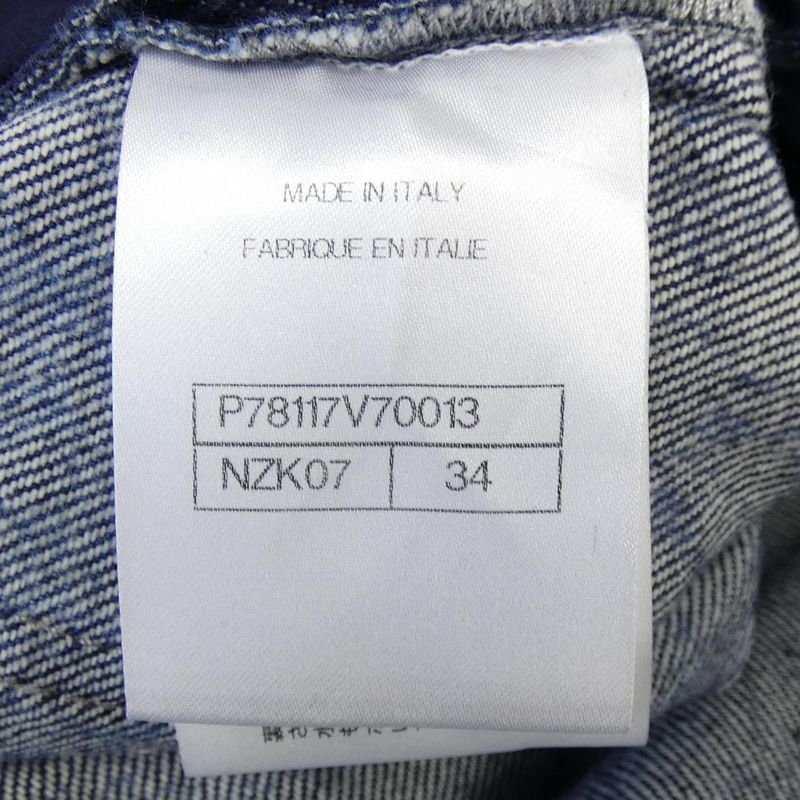 MADE IN ITALY
FABRIQUE EN ITALIE
P78117V70013
NZK07 34